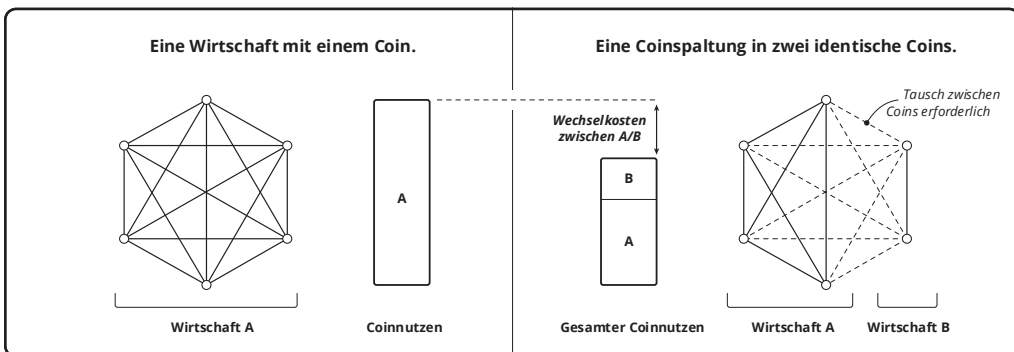 Eine Wirtschaft mit einem Coin.
A
Wirtschaft A
Coinnutzen
Eine Coinspaltung in zwei identische Coins.
Wechselkosten
zwischen A/B
B
A
Tausch zwischen
Coins erforderlich
Gesamter Coinnutzen
Wirtschaft A
Wirtschaft B